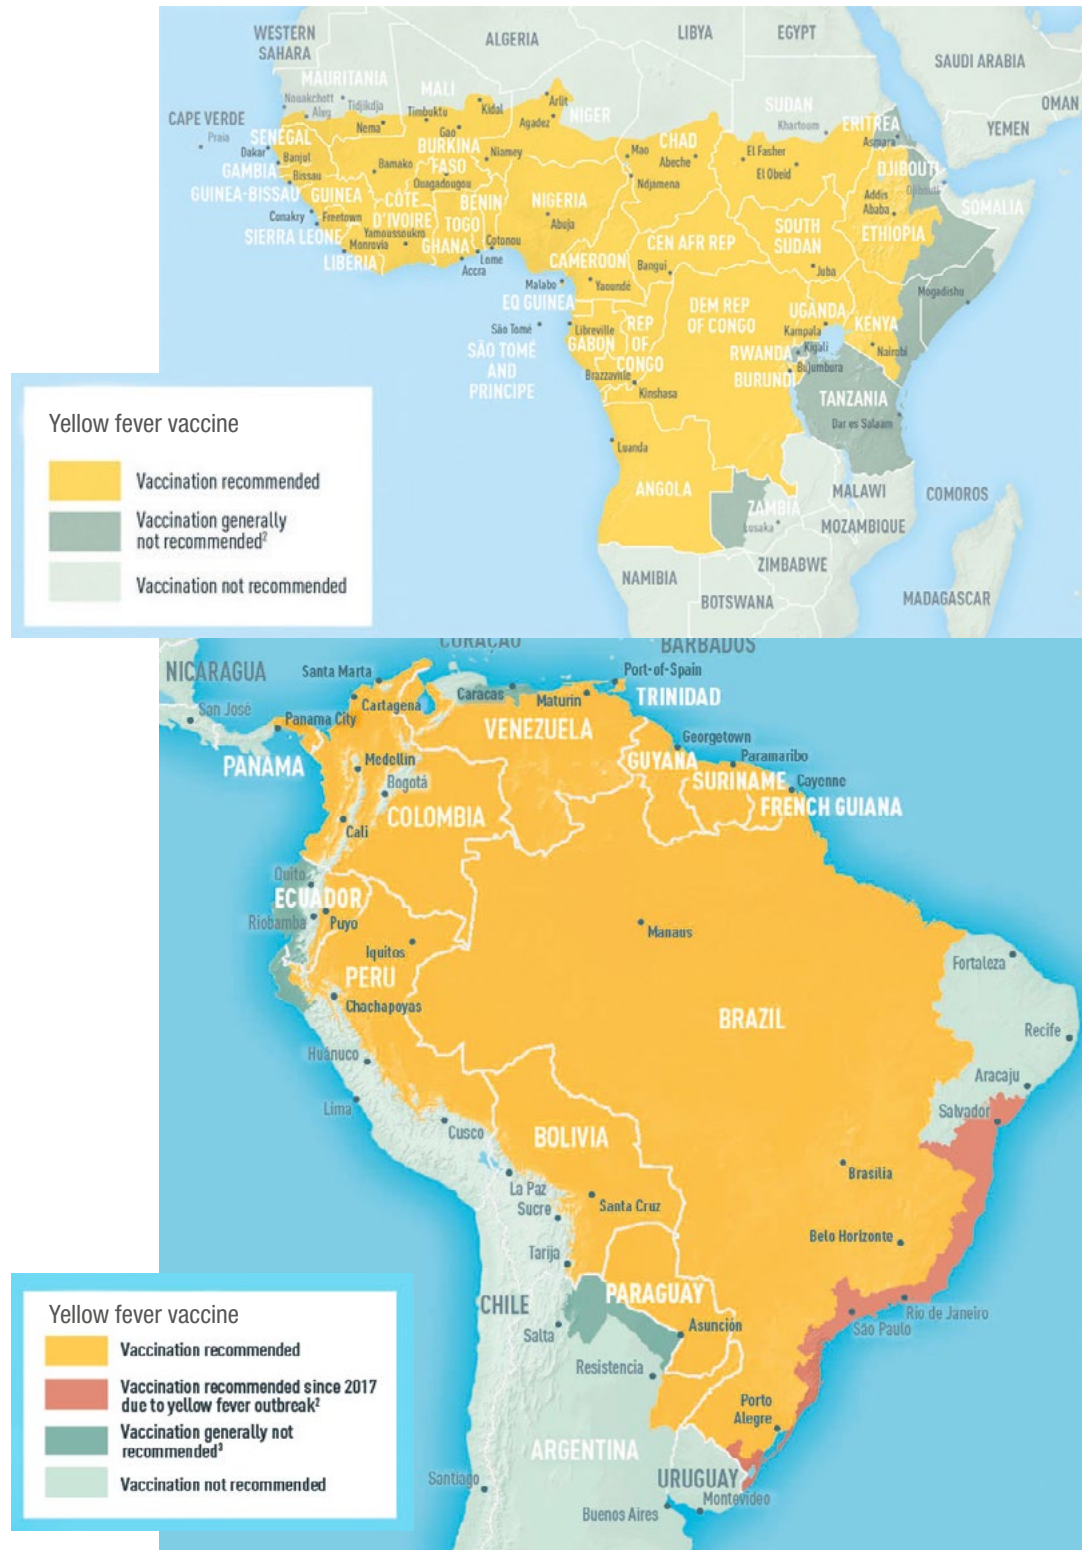 WESTERN
SAHARA
ALGERIA
LIBYA
EGYPT
SAUDI ARABIA
OMAN
YEMEN
MAURITANIA
MALI
NIGER
CHAD
SUDAN
ERITREA
CAPE VERDE
Praia
Nouakchott
Aleg
Tidjikdja
Nema
Timbuktu
Kidal
Gao
Arlit
Agadez
Khartoum
Asmara
SENEGAL
Dakar
Banjul
GAMBIA
Bissau
GUINEA-BISSAU
GUINEA
Bamako
BURKINA
FASO
Ouagadougou
Niamey
Mao
Abeche
Ndjamena
El Fasher
El Obeid
DJIBOUTI
Djibouti
Addis
Ababa
SOMALIA
Conakry
Freetown
SIERRA LEONE
CÔTE
D'IVOIRE
Yamoussoukro
Monrovia
LIBERIA
BENIN
TOGO
GHANA
Cotonou
Lome
Accra
NIGERIA
Abuja
SOUTH
SUDAN
ETHIOPIA
CEN AFR REP
CAMEROON
Bangui
Juba
Malabo
Yaoundé
EQ GUINEA
Mogadishu
São Tomé
Libreville
GABON
REP
OF
CONGO
DEM REP
OF CONGO
UGANDA
Kampala
KENYA
Nairobi
SÃO TOMÉ
AND
PRINCIPE
RWANDA
Kigali
Bujumbura
BURUNDI
Brazzaville
Kinshasa
TANZANIA
Dar es Salaam
Luanda
ANGOLA
ZAMBIA
Lusaka
MALAWI
COMOROS
MOZAMBIQUE
ZIMBABWE
NAMIBIA
BOTSWANA
MADAGASCAR
Yellow fever vaccine
Vaccination recommended
Vaccination generally
not recommended²
Vaccination not recommended
CURAÇAO
BARBADOS
NICARAGUA
Santa Marta
Port-of-Spain
TRINIDAD
San José
Cartagena
Caracas
Maturin
Panama City
PANAMA
VENEZUELA
Georgetown
GUYANA
Paramaribo
SURINAME
Cayenne
FRENCH GUIANA
Medellin
Bogotá
COLOMBIA
Cali
Quito
ECUADOR
Riobamba
Puyo
Iquitos
PERU
Chachapoyas
Manaus
BRAZIL
Fortaleza
Recife
Aracaju
Salvador
Huánuco
Lima
Cusco
BOLIVIA
La Paz
Sucre
Santa Cruz
Brasilia
Belo Horizonte
Tarija
PARAGUAY
CHILE
Salta
Asunción
Rio de Janeiro
São Paulo
Resistencia
Porto
Alegre
ARGENTINA
URUGUAY
Santiago
Montevideo
Buenos Aires
Yellow fever vaccine
Vaccination recommended
Vaccination recommended since 2017
due to yellow fever outbreak²
Vaccination generally not
recommended³
Vaccination not recommended